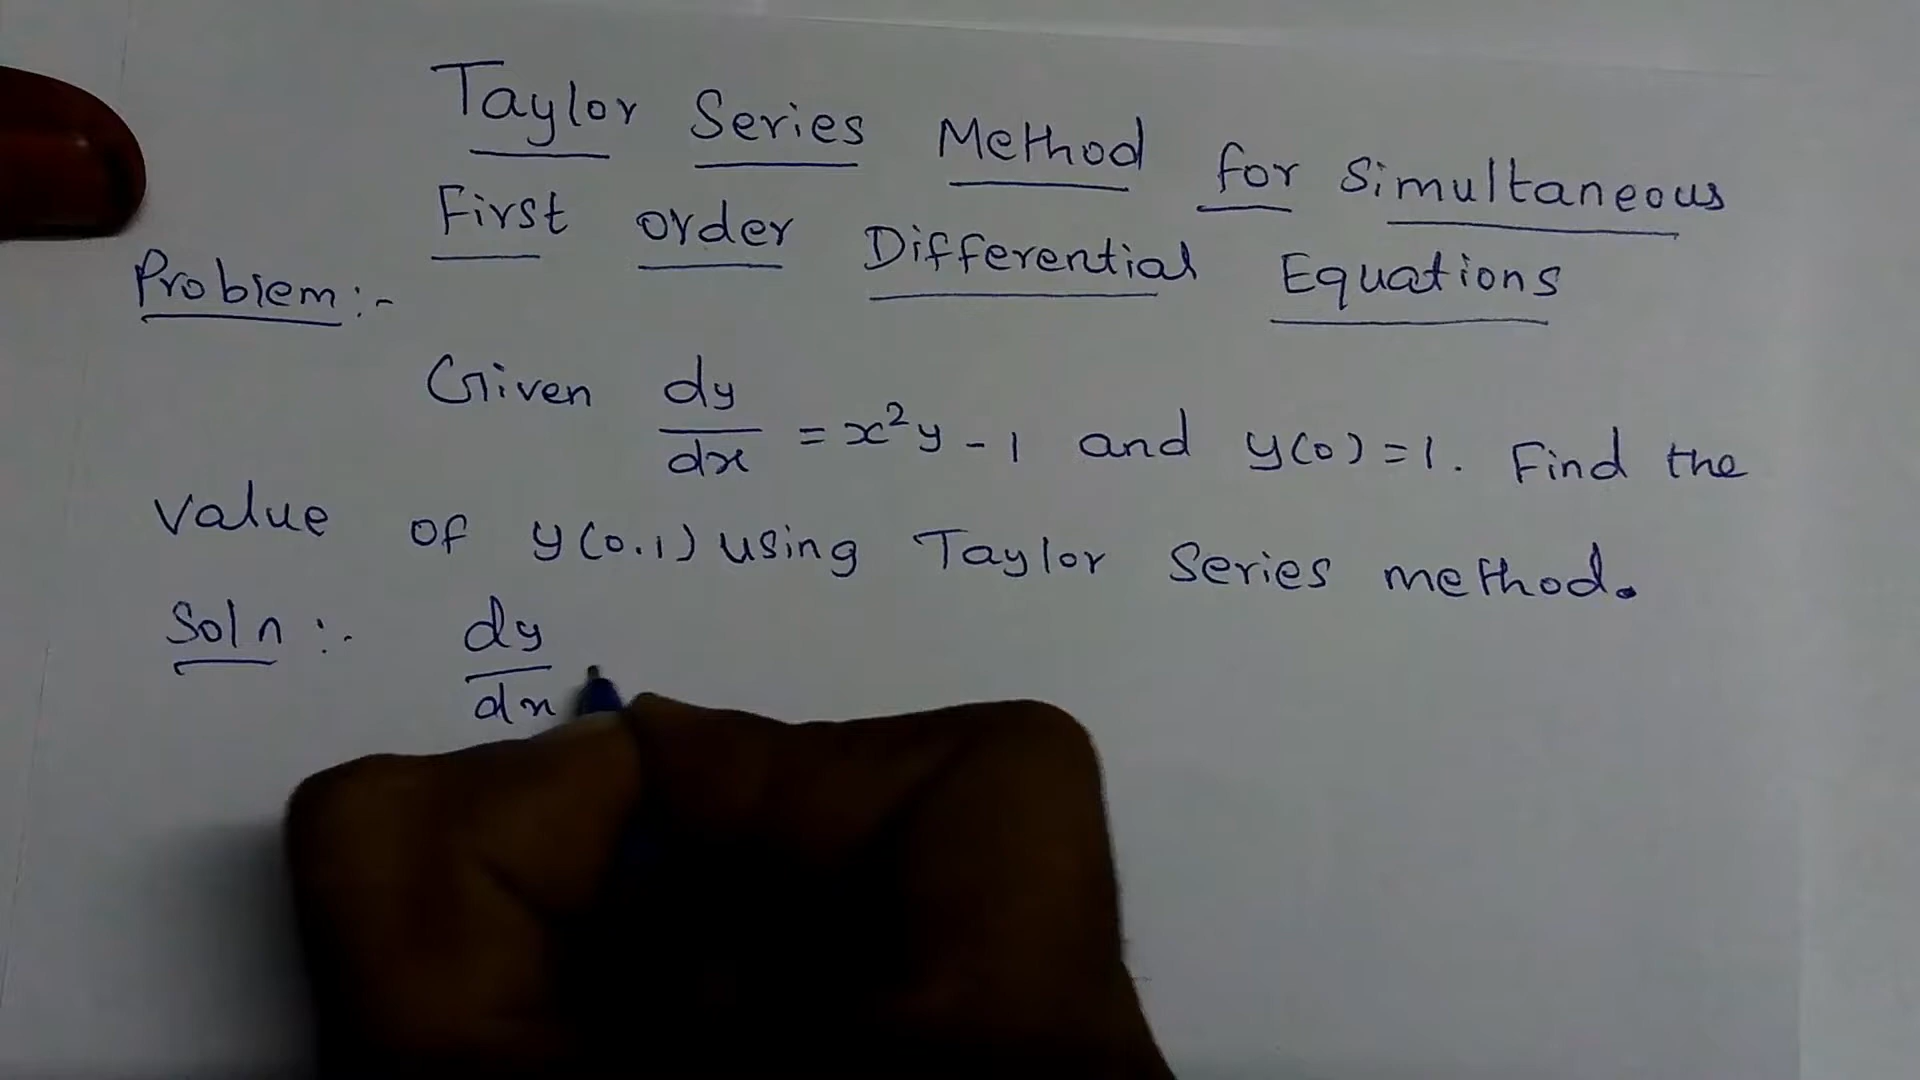 Taylor Series Method for Simultaneous
First order Differential Equations
Problem:-
Given dy/dx = x²y - 1 and y(0) = 1. Find the
value of y(0.1) using Taylor Series method.
Soln:- dy/dx